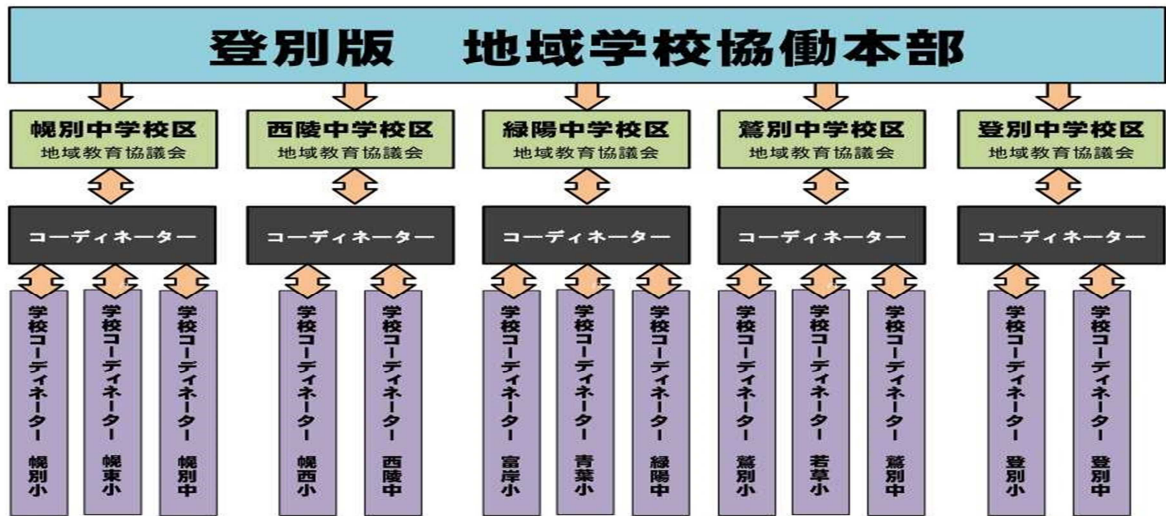 登別版　地域学校協働本部
幌別中学校区
地域教育協議会
西陵中学校区
地域教育協議会
緑陽中学校区
地域教育協議会
鷲別中学校区
地域教育協議会
登別中学校区
地域教育協議会
コーディネーター
コーディネーター
コーディネーター
コーディネーター
コーディネーター
学校コーディネーター　幌別小
学校コーディネーター　幌東小
学校コーディネーター　幌別中
学校コーディネーター　幌西小
学校コーディネーター　西陵中
学校コーディネーター　富岸小
学校コーディネーター　青葉小
学校コーディネーター　緑陽中
学校コーディネーター　鷲別小
学校コーディネーター　若草小
学校コーディネーター　鷲別中
学校コーディネーター　登別小
学校コーディネーター　登別中